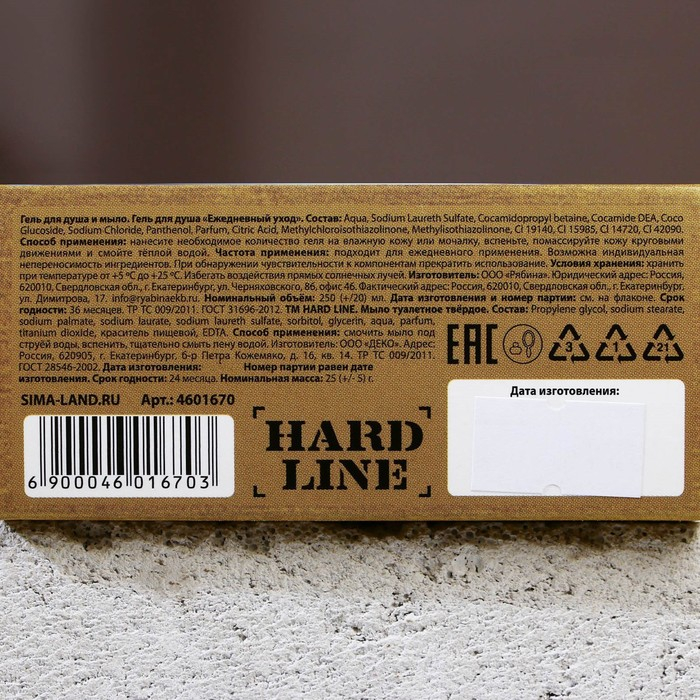 Гель для душа и мыло. Гель для душа «Ежедневный уход». Состав: Aqua, Sodium Laureth Sulfate, Cocamidopropyl betaine, Cocamide DEA, Coco
Glucoside, Sodium Chloride, Panthenol, Parfum, Citric Acid, Methylchloroisothiazolinone, Methylisothiazolinone, CI 19140, CI 15985, CI 14720, CI 42090.
Способ применения: нанесите необходимое количество геля на влажную кожу или мочалку, вспеньте, помассируйте кожу круговыми
движениями и смойте тёплой водой. Частота применения: подходит для ежедневного применения. Возможна индивидуальная
непереносимость ингредиентов. При обнаружении чувствительности к компонентам прекратить использование. Условия хранения: хранить
при температуре от +5 °C до +25 °C. Избегать воздействия прямых солнечных лучей. Изготовитель: ООО «Рябина». Юридический адрес: Россия,
620010, Свердловская обл., г. Екатеринбург, ул. Черняховского, 86, офис 46. Фактический адрес: Россия, 620010, Свердловская обл., г. Екатеринбург,
ул. Димитрова, 17. info@ryabinaekb.ru Номинальный объём: 250 (+/20) мл. Дата изготовления и номер партии: см. на флаконе. Срок
годности: 36 месяцев. ТР ТС 009/2011. ГОСТ 31696-2012. ТМ HARD LINE. Мыло туалетное твёрдое. Состав: Propylene glycol, sodium stearate,
sodium palmate, sodium laurate, sodium laureth sulfate, sorbitol, glycerin, aqua, parfum,
titanium dioxide, краситель пищевой, EDTA. Способ применения: смочить мыло под
струёй воды, вспенить, тщательно смыть пену водой. Изготовитель: ООО «ДЕКО». Адрес:
Россия, 620905, г. Екатеринбург, б-р Петра Кожемяко, д. 16, кв. 14. ТР ТС 009/2011.
ГОСТ 28546-2002. Дата изготовления: Номер партии равен дате
изготовления. Срок годности: 24 месяца. Номинальная масса: 25 (+/- 5) г.
EAC 3 1 21
SIMA-LAND.RU Арт.: 4601670
Дата изготовления:
HARD
LINE
6 900046 016703